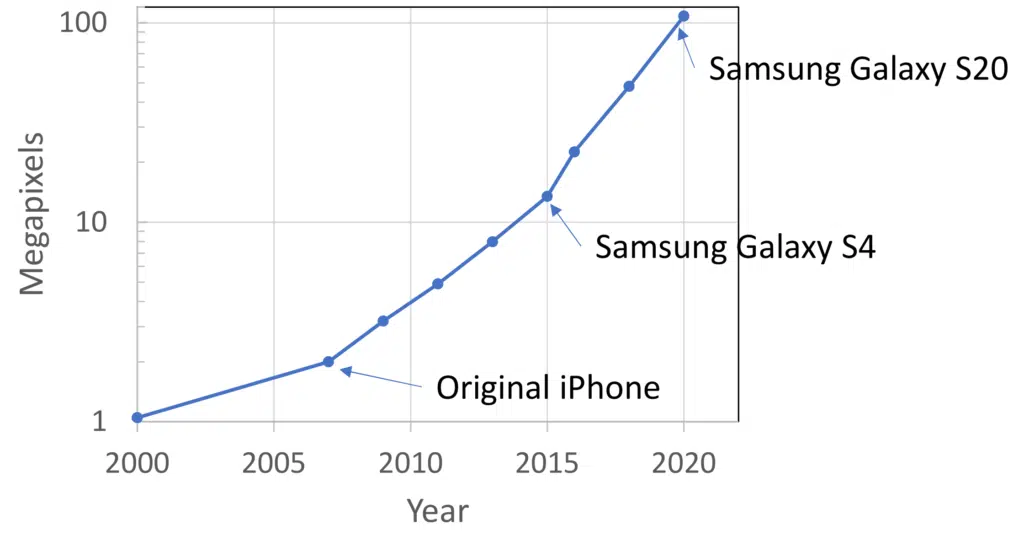 100
Samsung Galaxy S20
Megapixels
10
Samsung Galaxy S4
Original iPhone
1
2000 2005 2010 2015 2020
Year